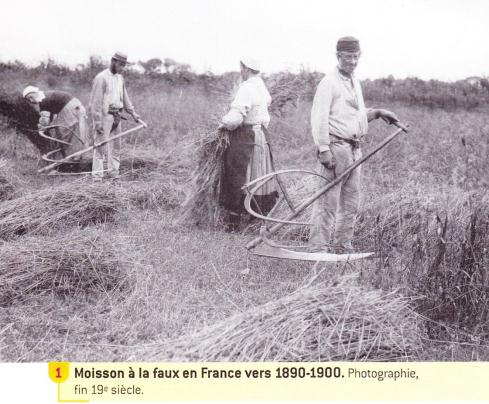 1 Moisson à la faux en France vers 1890-1900. Photographie,
fin 19e siècle.